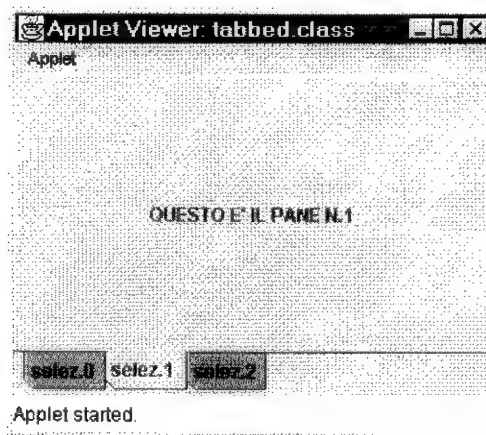 Applet Viewer: tabbed.class
Applet
QUESTO E' IL PANE N.1
selez.0 selez.1 selez.2
Applet started.